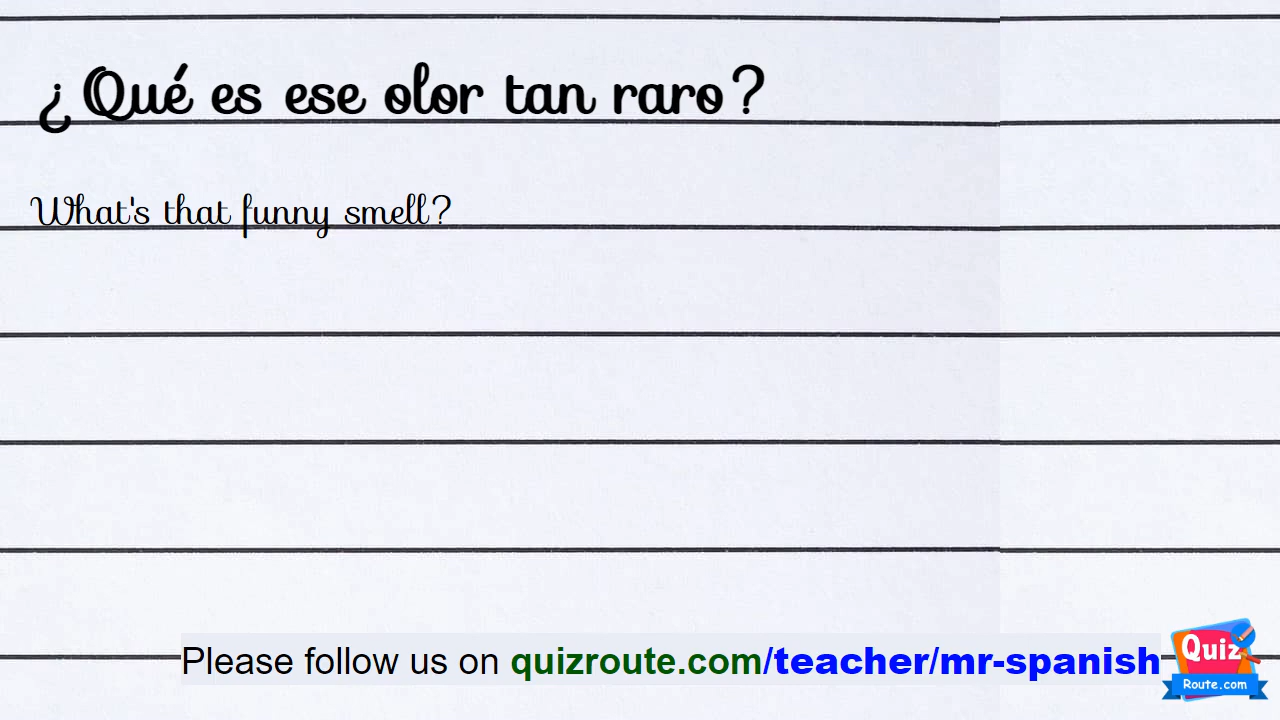 ¿Qué es ese olor tan raro?
What's that funny smell?
Please follow us on quizroute.com/teacher/mr-spanish
Quiz
Route.com